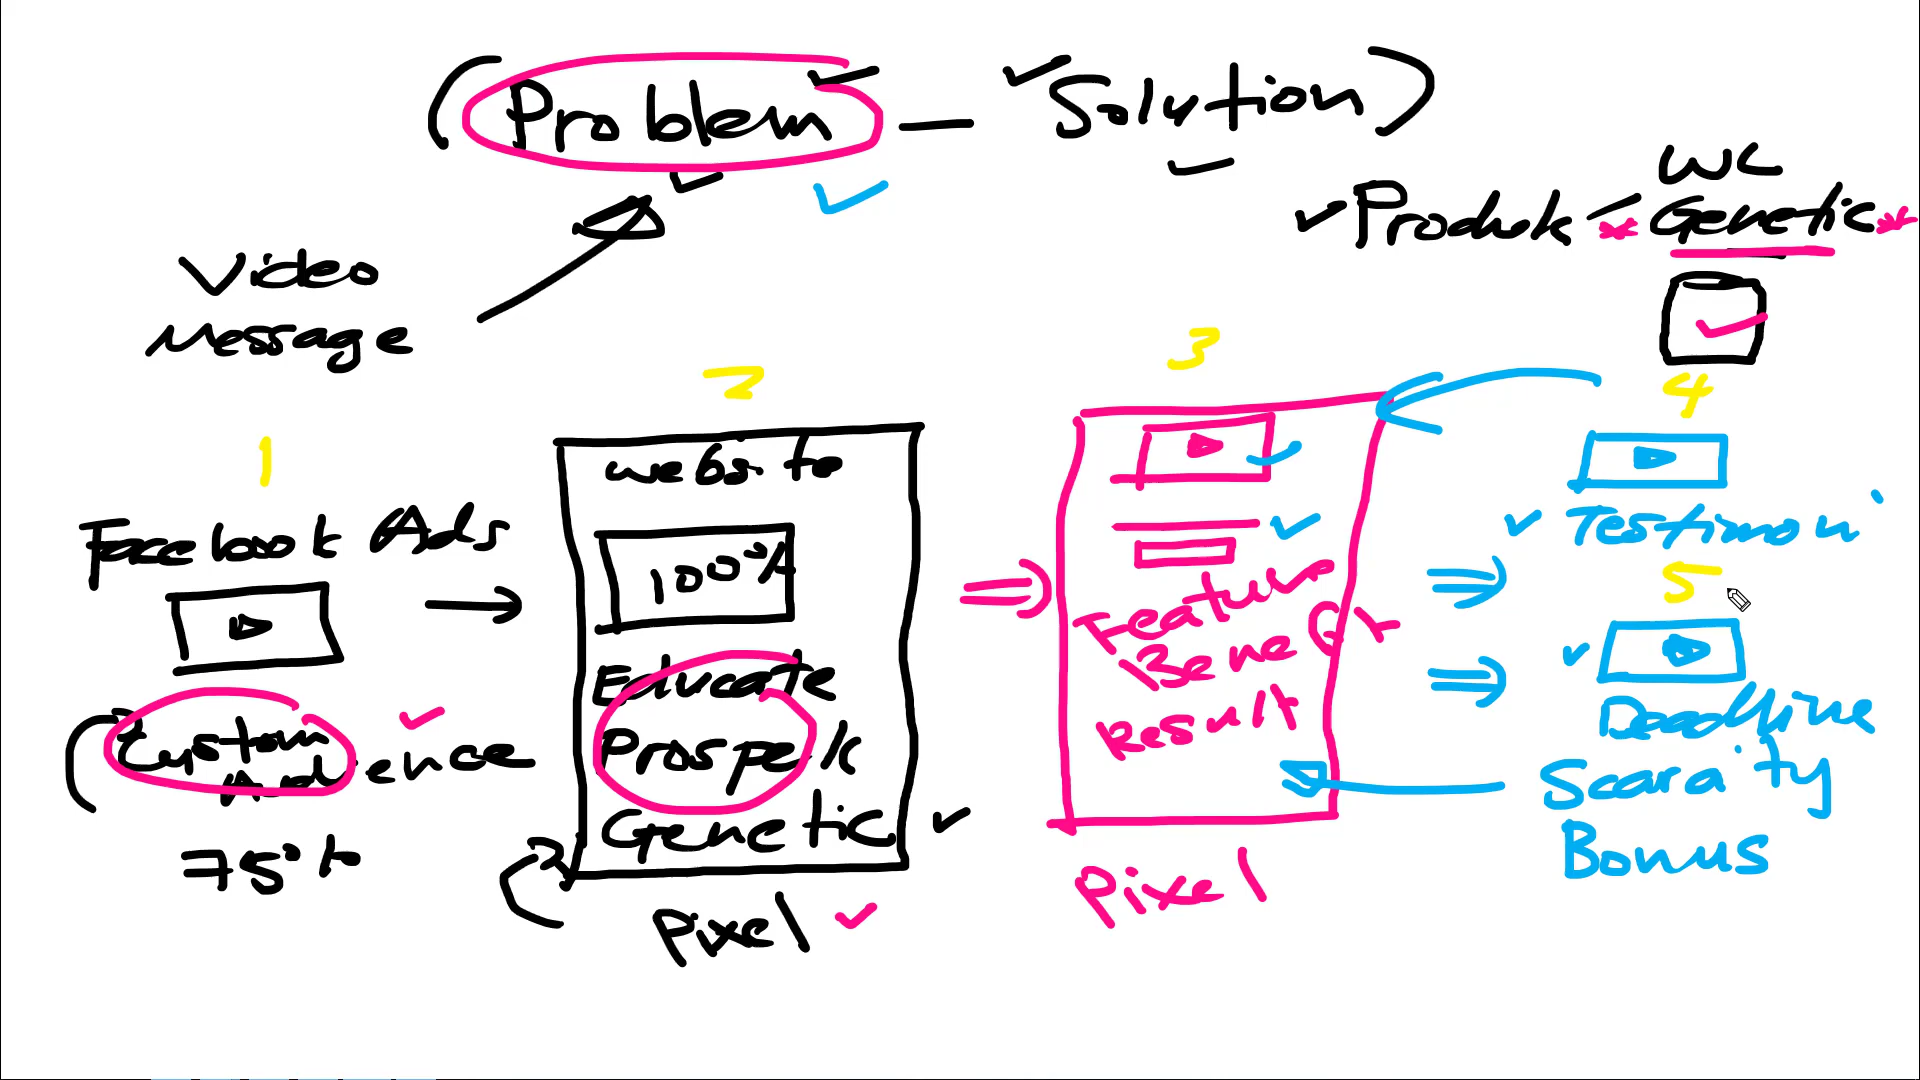 (Problem — Solution)
WC
Produk Genetic
Video
Message
1
Facebook Ads
Custom
Audience
75%
2
website
100%
Educate
Prospek
Genetic
Pixel
3
Feature
Benefit
Result
Pixel
4
Testimoni
5
Deadline
Scarcity
Bonus